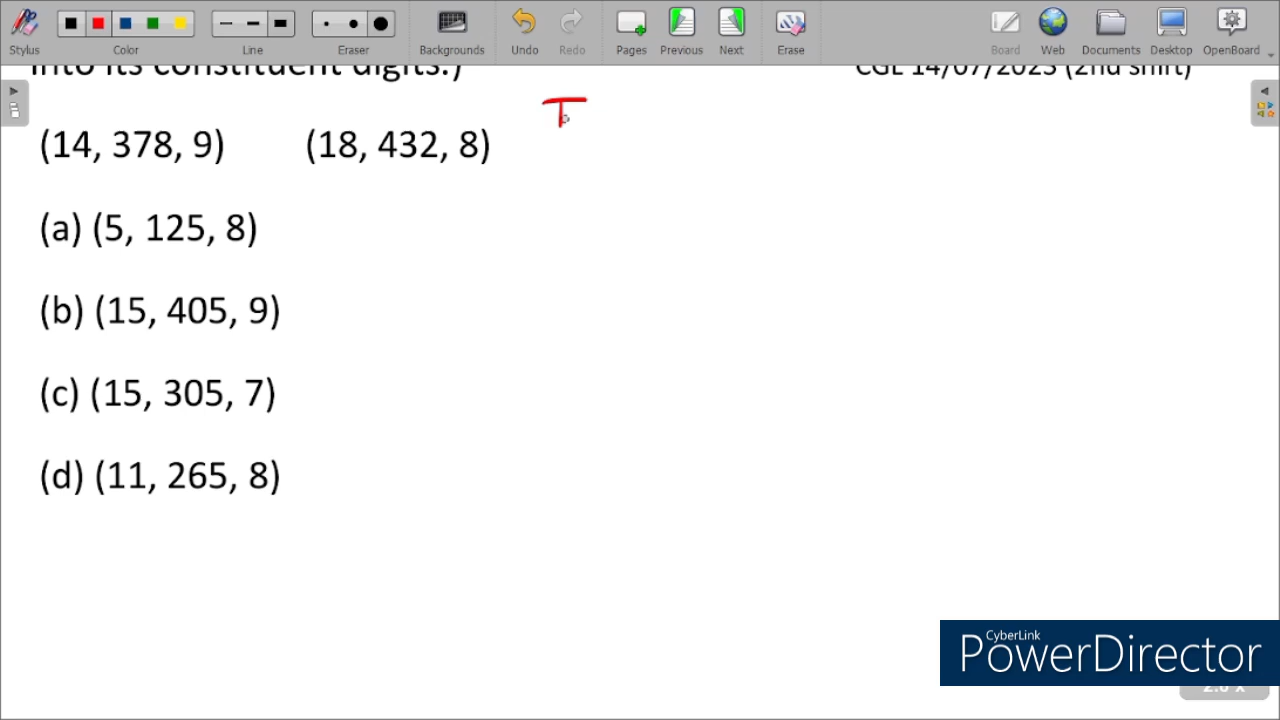 Stylus Color Line Eraser Backgrounds Undo Redo Pages Previous Next Erase Board Web Documents Desktop OpenBoard
into its constituent digits.) CGL 14/07/2023 (2nd shift)
T
(14, 378, 9) (18, 432, 8)
(a) (5, 125, 8)
(b) (15, 405, 9)
(c) (15, 305, 7)
(d) (11, 265, 8)
CyberLink
PowerDirector
2.0 x